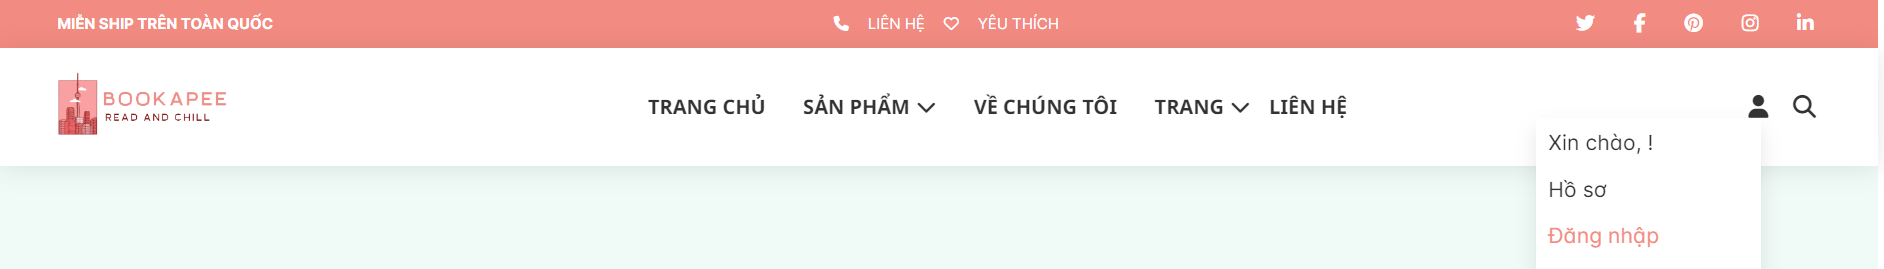 MIỄN SHIP TRÊN TOÀN QUỐC
LIÊN HỆ YÊU THÍCH
BOOKAPEE
READ AND CHILL
TRANG CHỦ SẢN PHẨM VỀ CHÚNG TÔI TRANG LIÊN HỆ
Xin chào, !
Hồ sơ
Đăng nhập